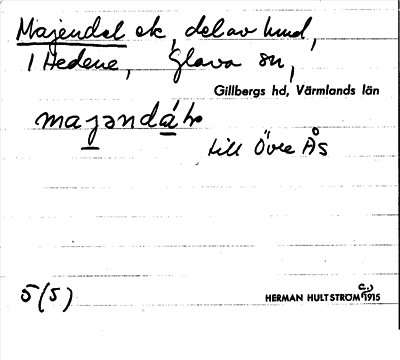 Majendal ek, del av hmd,
1 Hedene, Glava sn,
Gillbergs hd, Värmlands län
till Övre Ås
5(5)
HERMAN HULTSTRÖM 1915